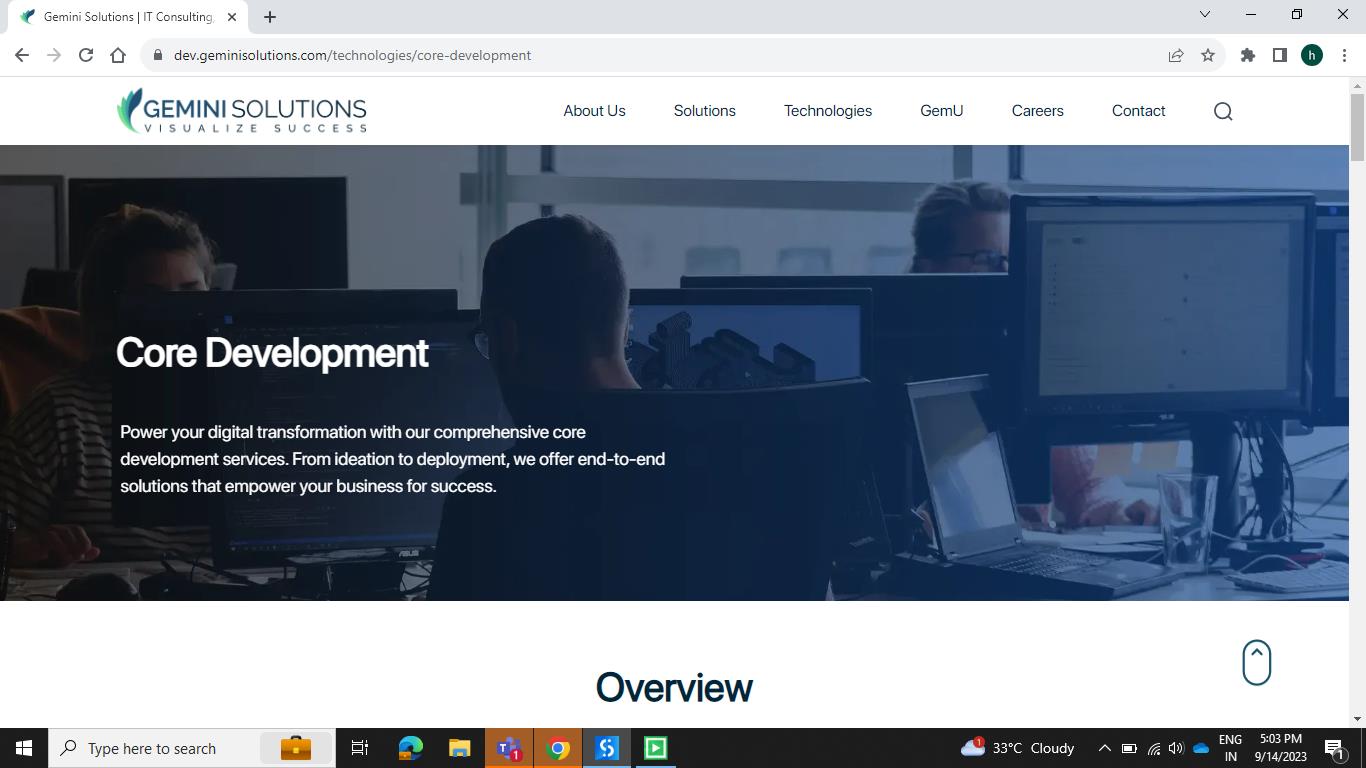 Gemini Solutions | IT Consulting,
dev.geminisolutions.com/technologies/core-development
h
GEMINI SOLUTIONS
VISUALIZE SUCCESS
About Us
Solutions
Technologies
GemU
Careers
Contact
Core Development
Power your digital transformation with our comprehensive core
development services. From ideation to deployment, we offer end-to-end
solutions that empower your business for success.
ASUS
Overview
Type here to search
1
1
33°C Cloudy
ENG
IN
5:03 PM
9/14/2023
1